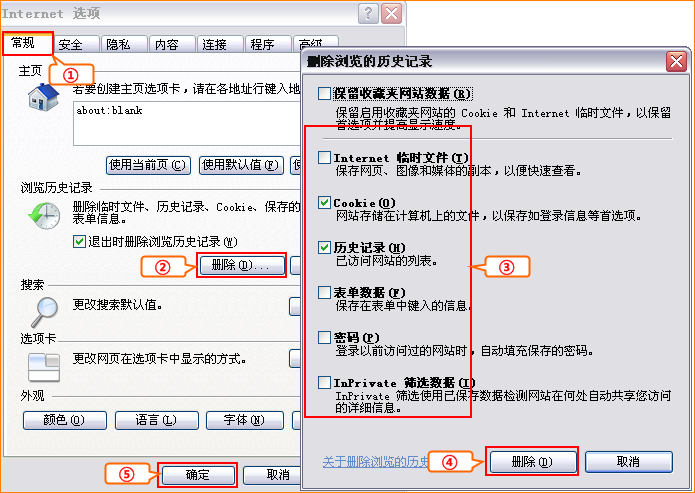 Internet 选项
常规 安全 隐私 内容 连接 程序 高级
①
主页
若要创建主页选项卡，请在各地址行键入地
about:blank
使用当前页(C) 使用默认值(F) 使
浏览历史记录
删除临时文件、历史记录、Cookie、保存的
表单信息。
退出时删除浏览历史记录(W)
② 删除(D)...
搜索
更改搜索默认值。
选项卡
更改网页在选项卡中显示的方式。
外观
颜色(O) 语言(L) 字体(N)
⑤ 确定 取消
删除浏览的历史记录
保留收藏夹网站数据(R)
保留启用收藏夹网站的 Cookie 和 Internet 临时文件，以保留
首选项并提高显示速度。
Internet 临时文件(T)
保存网页、图像和媒体的副本，以便快速查看。
Cookie(O)
网站存储在计算机上的文件，以保存如登录信息等首选项。
历史记录(H)
已访问网站的列表。
③
表单数据(F)
保存在表单中键入的信息。
密码(P)
登录以前访问过的网站时，自动填充保存的密码。
InPrivate 筛选数据(I)
InPrivate 筛选使用已保存数据检测网站在何处自动共享您访问
的详细信息。
关于删除浏览的历史 ④ 删除(D) 取消